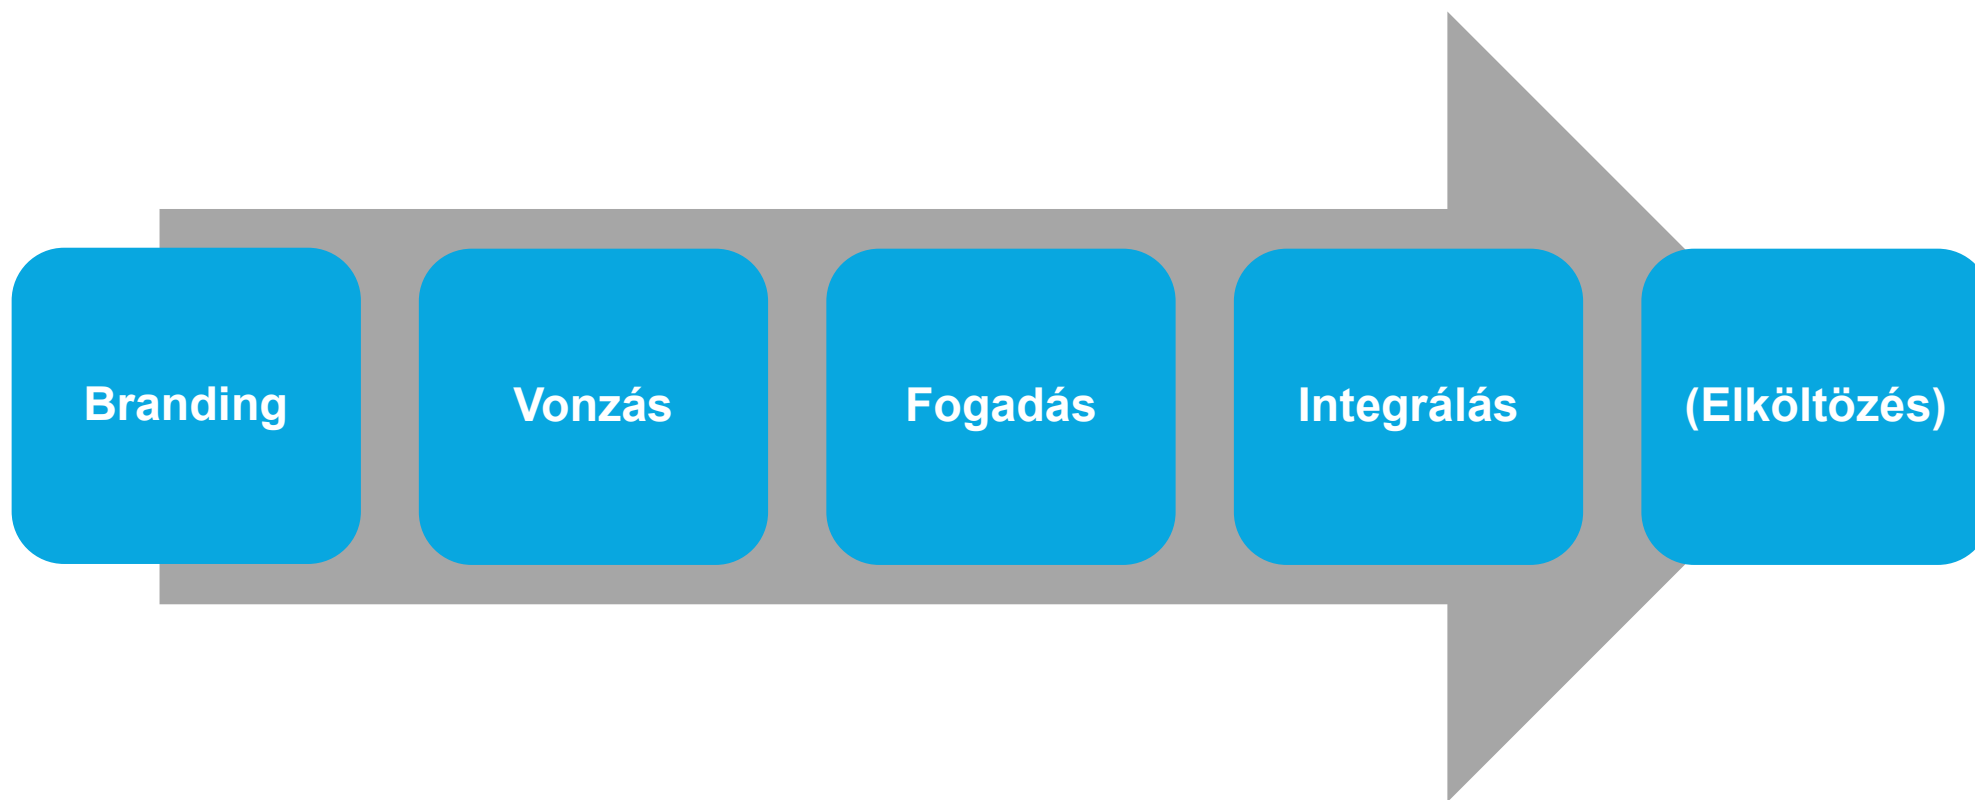 Branding
Vonzás
Fogadás
Integrálás
(Elköltözés)